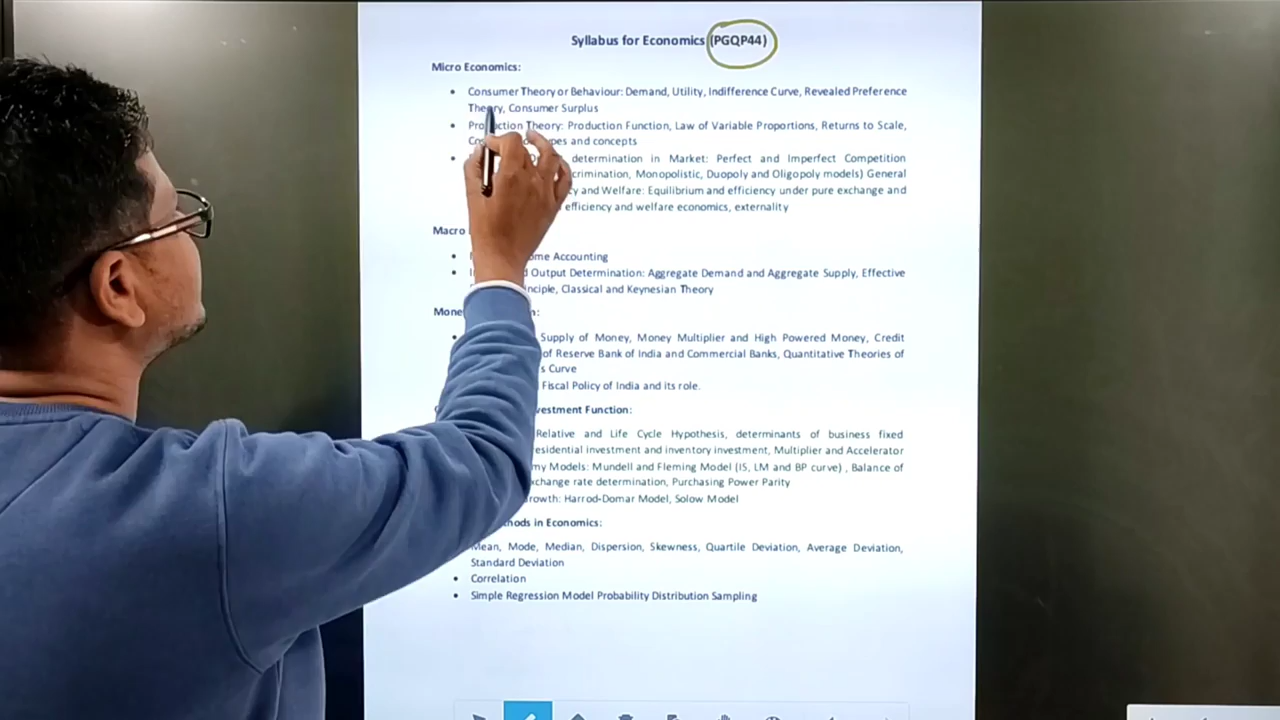 Syllabus for Economics (PGQP44)
Micro Economics:
• Consumer Theory or Behaviour: Demand, Utility, Indifference Curve, Revealed Preference
Theory, Consumer Surplus
• Production Theory: Production Function, Law of Variable Proportions, Returns to Scale,
and concepts
• determination in Market: Perfect and Imperfect Competition
Monopolistic, Duopoly and Oligopoly models) General
and Welfare: Equilibrium and efficiency under pure exchange and
efficiency and welfare economics, externality
Macro
• Accounting
• Output Determination: Aggregate Demand and Aggregate Supply, Effective
Classical and Keynesian Theory
• Supply of Money, Money Multiplier and High Powered Money, Credit
of Reserve Bank of India and Commercial Banks, Quantitative Theories of
Curve
Fiscal Policy of India and its role.
Function:
Relative and Life Cycle Hypothesis, determinants of business fixed
investment and inventory investment, Multiplier and Accelerator
Models: Mundell and Fleming Model (IS, LM and BP curve) , Balance of
rate determination, Purchasing Power Parity
Harrod-Domar Model, Solow Model
in Economics:
Mean, Mode, Median, Dispersion, Skewness, Quartile Deviation, Average Deviation,
Standard Deviation
• Correlation
• Simple Regression Model Probability Distribution Sampling